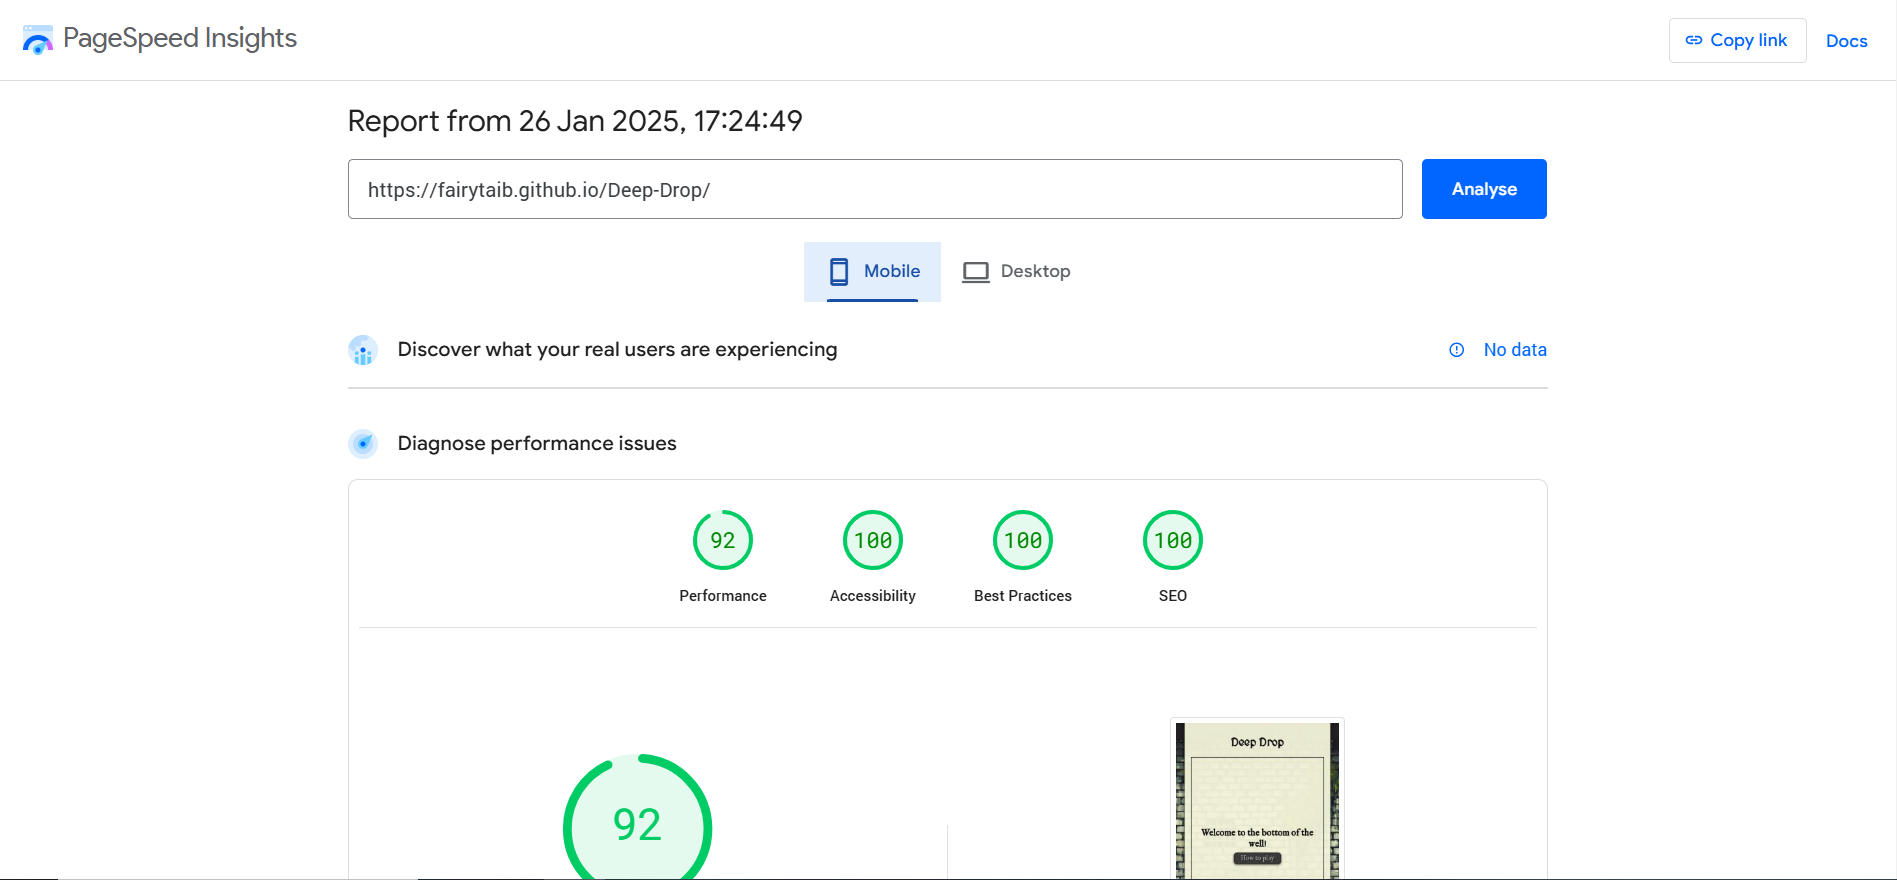 PageSpeed Insights
Copy link
Docs
Report from 26 Jan 2025, 17:24:49
https://fairytaib.github.io/Deep-Drop/
Analyse
Mobile
Desktop
Discover what your real users are experiencing
No data
Diagnose performance issues
92
100
100
100
Performance
Accessibility
Best Practices
SEO
92
Deep Drop
Welcome to the bottom of the
well!
How to play